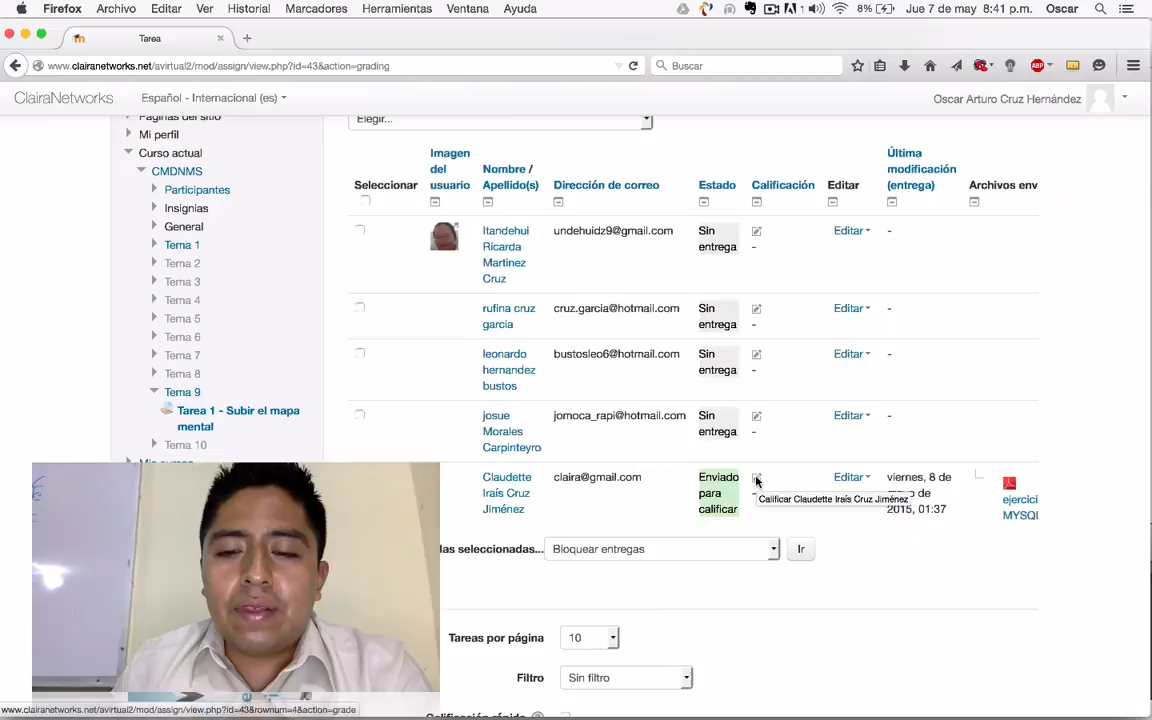 Firefox Archivo Editar Ver Historial Marcadores Herramientas Ventana Ayuda 1 8% Jue 7 de may 8:41 p.m. Oscar
Tarea
www.clairanetworks.net/avirtual2/mod/assign/view.php?id=43&action=grading
Buscar
ABP
ClairaNetworks
Español - Internacional (es)
Oscar Arturo Cruz Hernández
Páginas del sitio
Mi perfil
Curso actual
CMDNMS
Participantes
Insignias
General
Tema 1
Tema 2
Tema 3
Tema 4
Tema 5
Tema 6
Tema 7
Tema 8
Tema 9
Tarea 1 - Subir el mapa
mental
Tema 10
Elegir...
Seleccionar
Imagen
del
usuario
Nombre /
Apellido(s)
Dirección de correo
Estado
Calificación
Editar
Última
modificación
(entrega)
Archivos env
Itandehui
Ricarda
Martinez
Cruz
undehuidz9@gmail.com
Sin
entrega
-
Editar
-
rufina cruz
garcia
cruz.garcia@hotmail.com
Sin
entrega
-
Editar
-
leonardo
hernandez
bustos
bustosleo6@hotmail.com
Sin
entrega
-
Editar
-
josue
Morales
Carpinteyro
jomoca_rapi@hotmail.com
Sin
entrega
-
Editar
-
Claudette
Iraís Cruz
Jiménez
claira@gmail.com
Enviado
para
calificar
Calificar Claudette Iraís Cruz Jiménez
Editar
viernes, 8 de
de
2015, 01:37
ejercici
MYSQL
las seleccionadas...
Bloquear entregas
Ir
Tareas por página
10
Filtro
Sin filtro
Calificación rápida
www.clairanetworks.net/avirtual2/mod/assign/view.php?id=43&rownum=4&action=grade